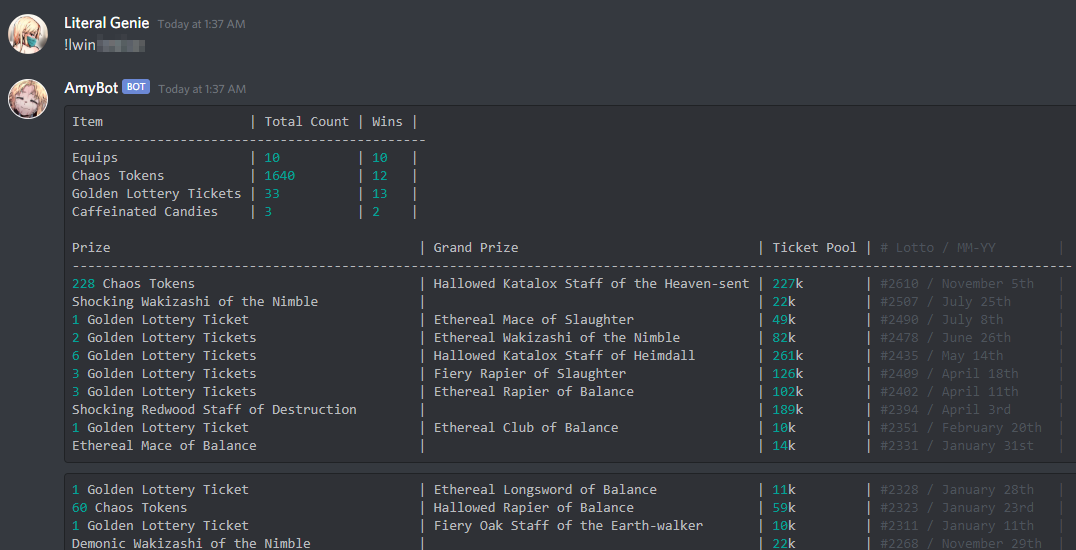 Literal Genie Today at 1:37 AM
!lwin
AmyBot BOT Today at 1:37 AM
Item | Total Count | Wins |
----------------------------------------------
Equips | 10 | 10 |
Chaos Tokens | 1640 | 12 |
Golden Lottery Tickets | 33 | 13 |
Caffeinated Candies | 3 | 2 |
Prize | Grand Prize | Ticket Pool | # Lotto / MM-YY |
----------------------------------------------------------------------------------------------------------------------------------
228 Chaos Tokens | Hallowed Katalox Staff of the Heaven-sent | 227k | #2610 / November 5th |
Shocking Wakizashi of the Nimble | | 22k | #2507 / July 25th |
1 Golden Lottery Ticket | Ethereal Mace of Slaughter | 49k | #2490 / July 8th |
2 Golden Lottery Tickets | Ethereal Wakizashi of the Nimble | 82k | #2478 / June 26th |
6 Golden Lottery Tickets | Hallowed Katalox Staff of Heimdall | 261k | #2435 / May 14th |
3 Golden Lottery Tickets | Fiery Rapier of Slaughter | 126k | #2409 / April 18th |
3 Golden Lottery Tickets | Ethereal Rapier of Balance | 102k | #2402 / April 11th |
Shocking Redwood Staff of Destruction | | 189k | #2394 / April 3rd |
1 Golden Lottery Ticket | Ethereal Club of Balance | 10k | #2351 / February 20th |
Ethereal Mace of Balance | | 14k | #2331 / January 31st |
1 Golden Lottery Ticket | Ethereal Longsword of Balance | 11k | #2328 / January 28th |
60 Chaos Tokens | Hallowed Rapier of Balance | 59k | #2323 / January 23rd |
1 Golden Lottery Ticket | Fiery Oak Staff of the Earth-walker | 10k | #2311 / January 11th |
Demonic Wakizashi of the Nimble | | 22k | #2268 / November 29th |